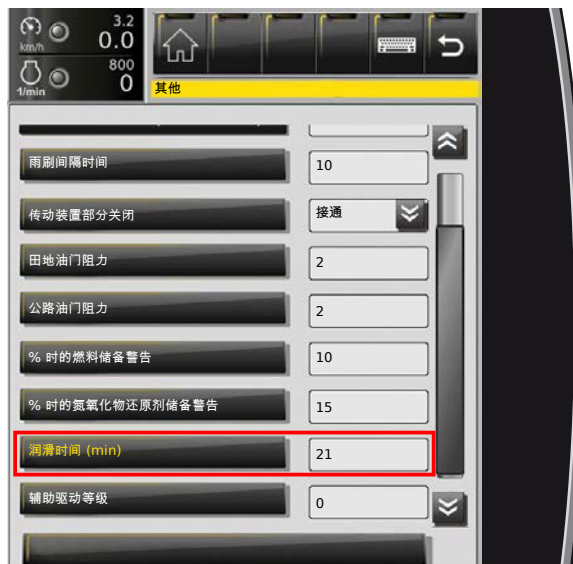 3.2
km/h
0.0
800
1/min
0
其他
雨刷间隔时间
10
传动装置部分关闭
接通
田地油门阻力
2
公路油门阻力
2
% 时的燃料储备警告
10
% 时的氮氧化物还原剂储备警告
15
润滑时间 (min)
21
辅助驱动等级
0